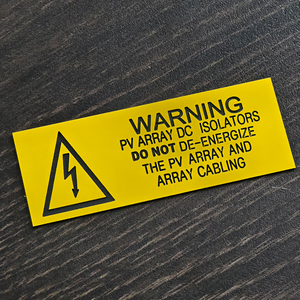 WARNING
PV ARRAY DC ISOLATORS
DO NOT DE-ENERGIZE
THE PV ARRAY AND
ARRAY CABLING